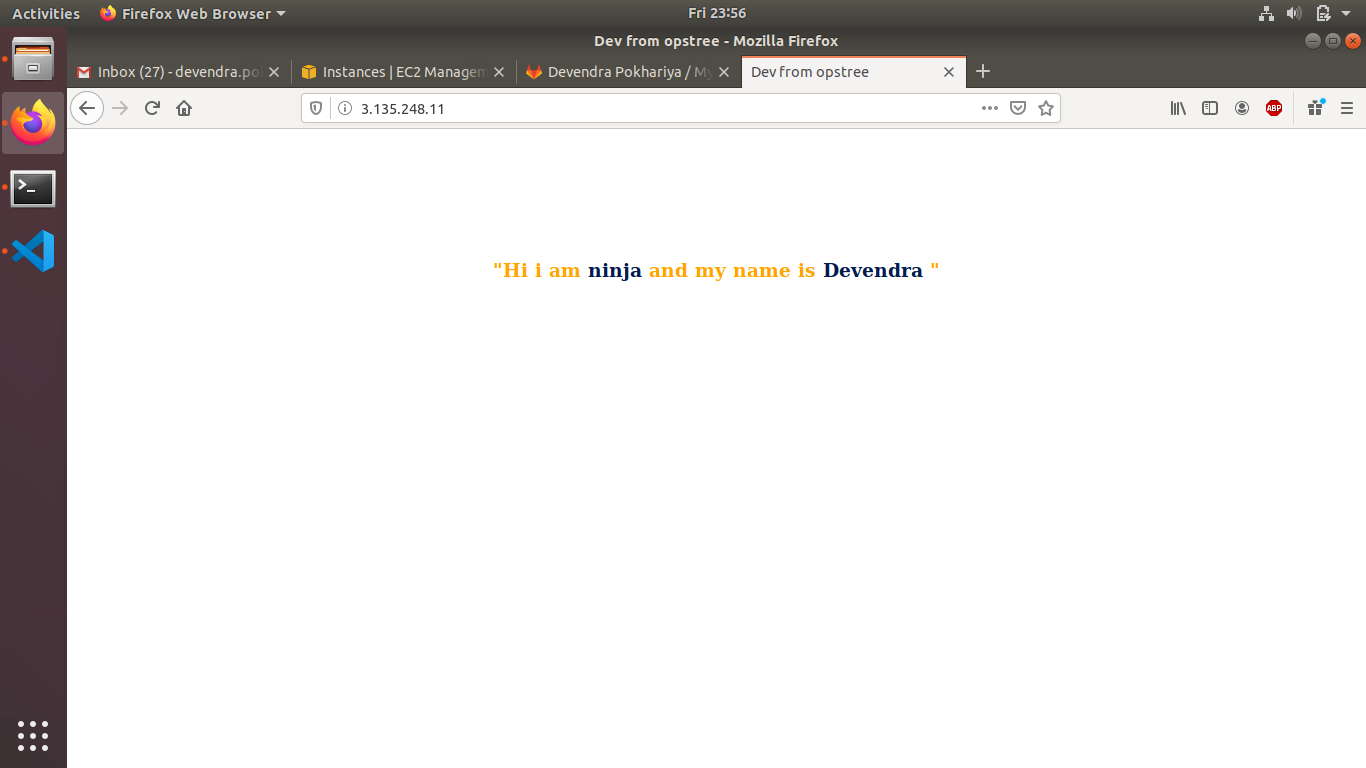 Activities Firefox Web Browser Fri 23:56
Dev from opstree - Mozilla Firefox
Inbox (27) - devendra.po Instances | EC2 Managem Devendra Pokhariya / My Dev from opstree
3.135.248.11 ABP
"Hi i am ninja and my name is Devendra "